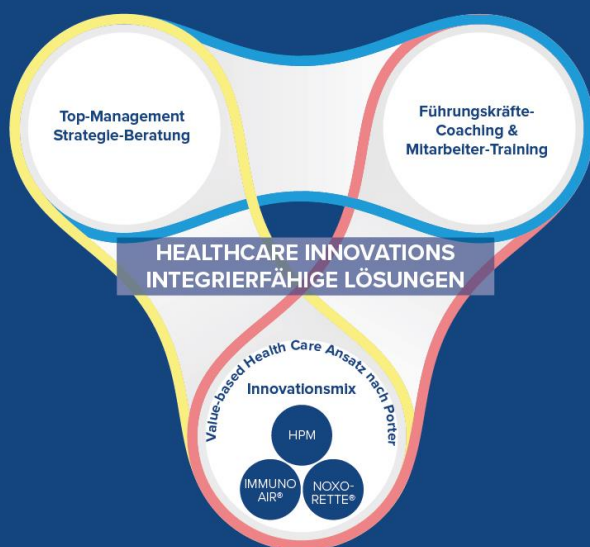 Top-Management
Strategie-Beratung
Führungskräfte-
Coaching &
Mitarbeiter-Training
HEALTHCARE INNOVATIONS
INTEGRIERFÄHIGE LÖSUNGEN
Value-based Health Care Ansatz nach Porter
Innovationsmix
HPM
IMMUNO
AIR®
NOXO-
RETTE®